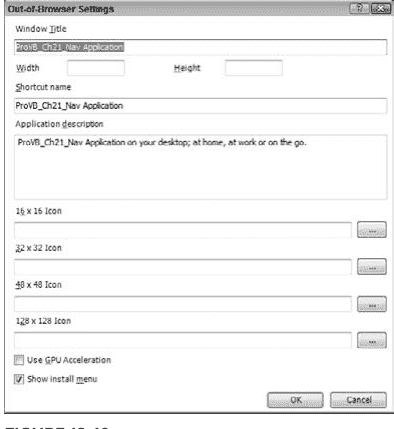 Out-of-Browser Settings
Window Title
ProVB_Ch21_Nav Application
Width Height
Shortcut name
ProVB_Ch21_Nav Application
Application description
ProVB_Ch21_Nav Application on your desktop; at home, at work or on the go.
16 x 16 Icon
...
32 x 32 Icon
...
48 x 48 Icon
...
128 x 128 Icon
...
Use GPU Acceleration
Show install menu
OK Cancel